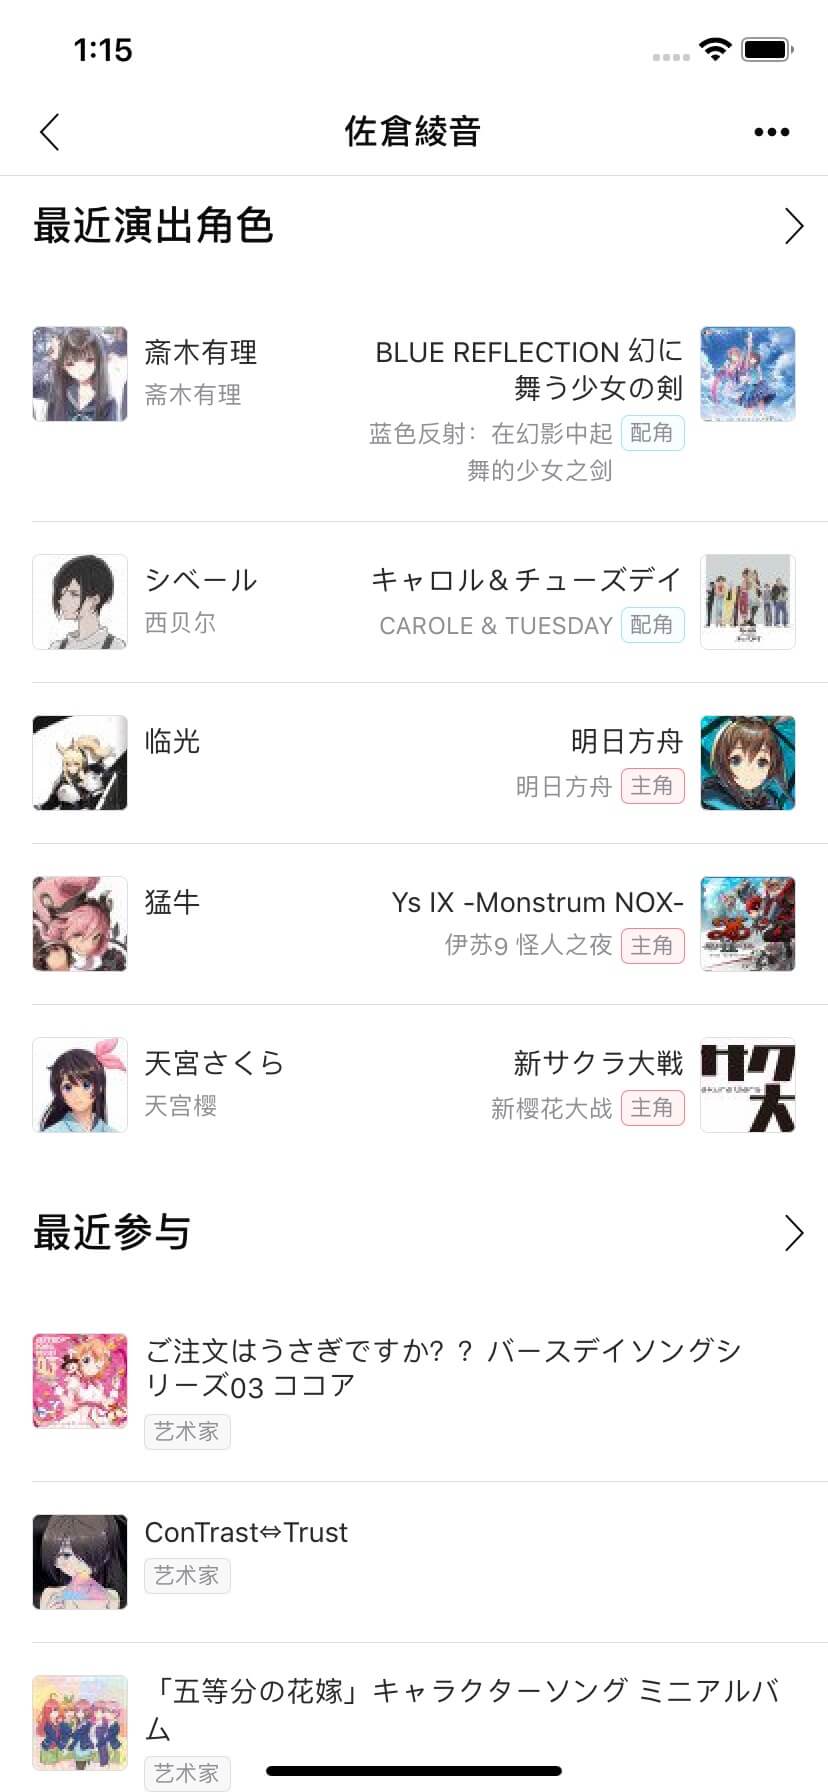 1:15
佐倉綾音
最近演出角色
斎木有理
斋木有理
BLUE REFLECTION 幻に
舞う少女の剣
蓝色反射：在幻影中起
舞的少女之剑
配角
シベール
西贝尔
キャロル＆チューズデイ
CAROLE & TUESDAY 配角
临光
明日方舟
明日方舟 主角
猛牛
Ys IX -Monstrum NOX-
伊苏9 怪人之夜 主角
天宮さくら
天宫樱
新サクラ大戦
新樱花大战 主角
最近参与
ご注文はうさぎですか？？ バースデイソングシ
リーズ03 ココア
艺术家
ConTrast⇔Trust
艺术家
「五等分の花嫁」キャラクターソング ミニアルバ
ム
艺术家